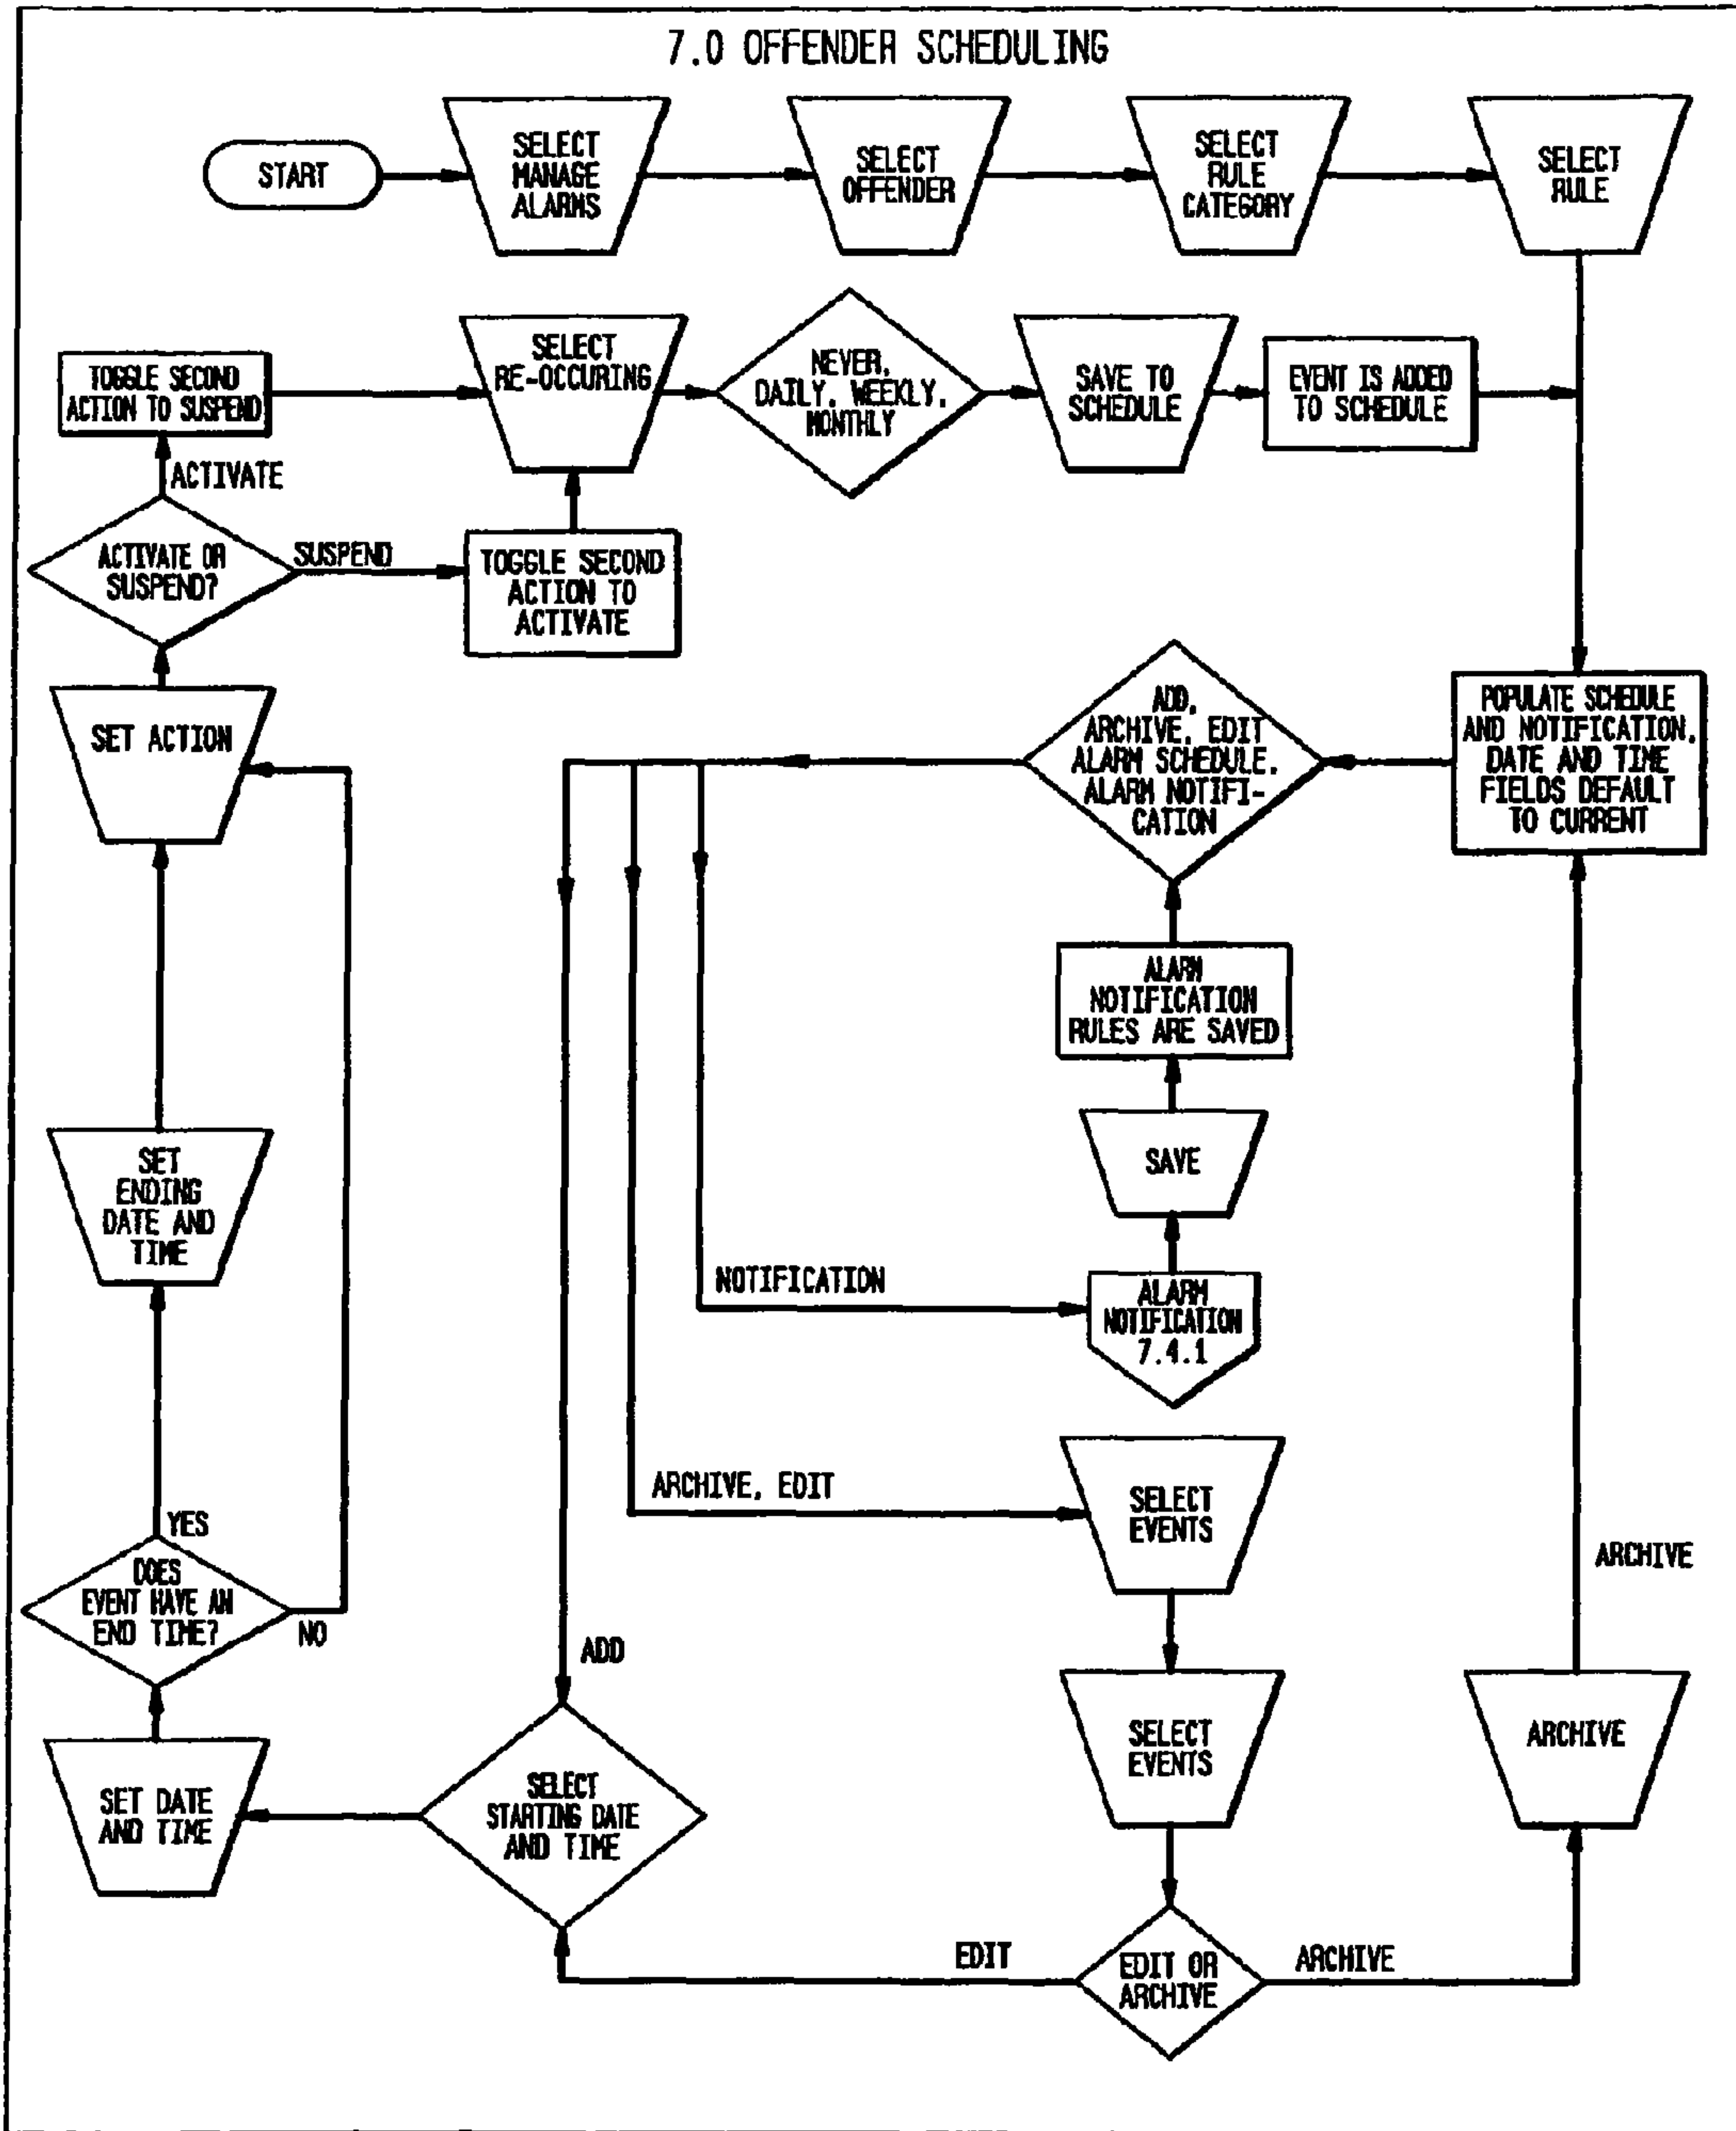 7.0 OFFENDER SCHEDULING
START
SELECT
MANAGE
ALARMS
SELECT
OFFENDER
SELECT
RULE
CATEGORY
SELECT
RULE
TOGGLE SECOND
ACTION TO SUSPEND
SELECT
RE-OCCURING
NEVER,
DAILY, WEEKLY,
MONTHLY
SAVE TO
SCHEDULE
EVENT IS ADDED
TO SCHEDULE
ACTIVATE
ACTIVATE OR
SUSPEND?
SUSPEND
TOGGLE SECOND
ACTION TO
ACTIVATE
SET ACTION
ADD,
ARCHIVE, EDIT
ALARM SCHEDULE,
ALARM NOTIFI-
CATION
POPULATE SCHEDULE
AND NOTIFICATION,
DATE AND TIME
FIELDS DEFAULT
TO CURRENT
ALARM
NOTIFICATION
RULES ARE SAVED
SAVE
SET
ENDING
DATE AND
TIME
NOTIFICATION
ALARM
NOTIFICATION
7.4.1
ARCHIVE, EDIT
SELECT
EVENTS
YES
DOES
EVENT HAVE AN
END TIME?
NO
ARCHIVE
ADD
SELECT
EVENTS
ARCHIVE
SET DATE
AND TIME
SELECT
STARTING DATE
AND TIME
EDIT
EDIT OR
ARCHIVE
ARCHIVE